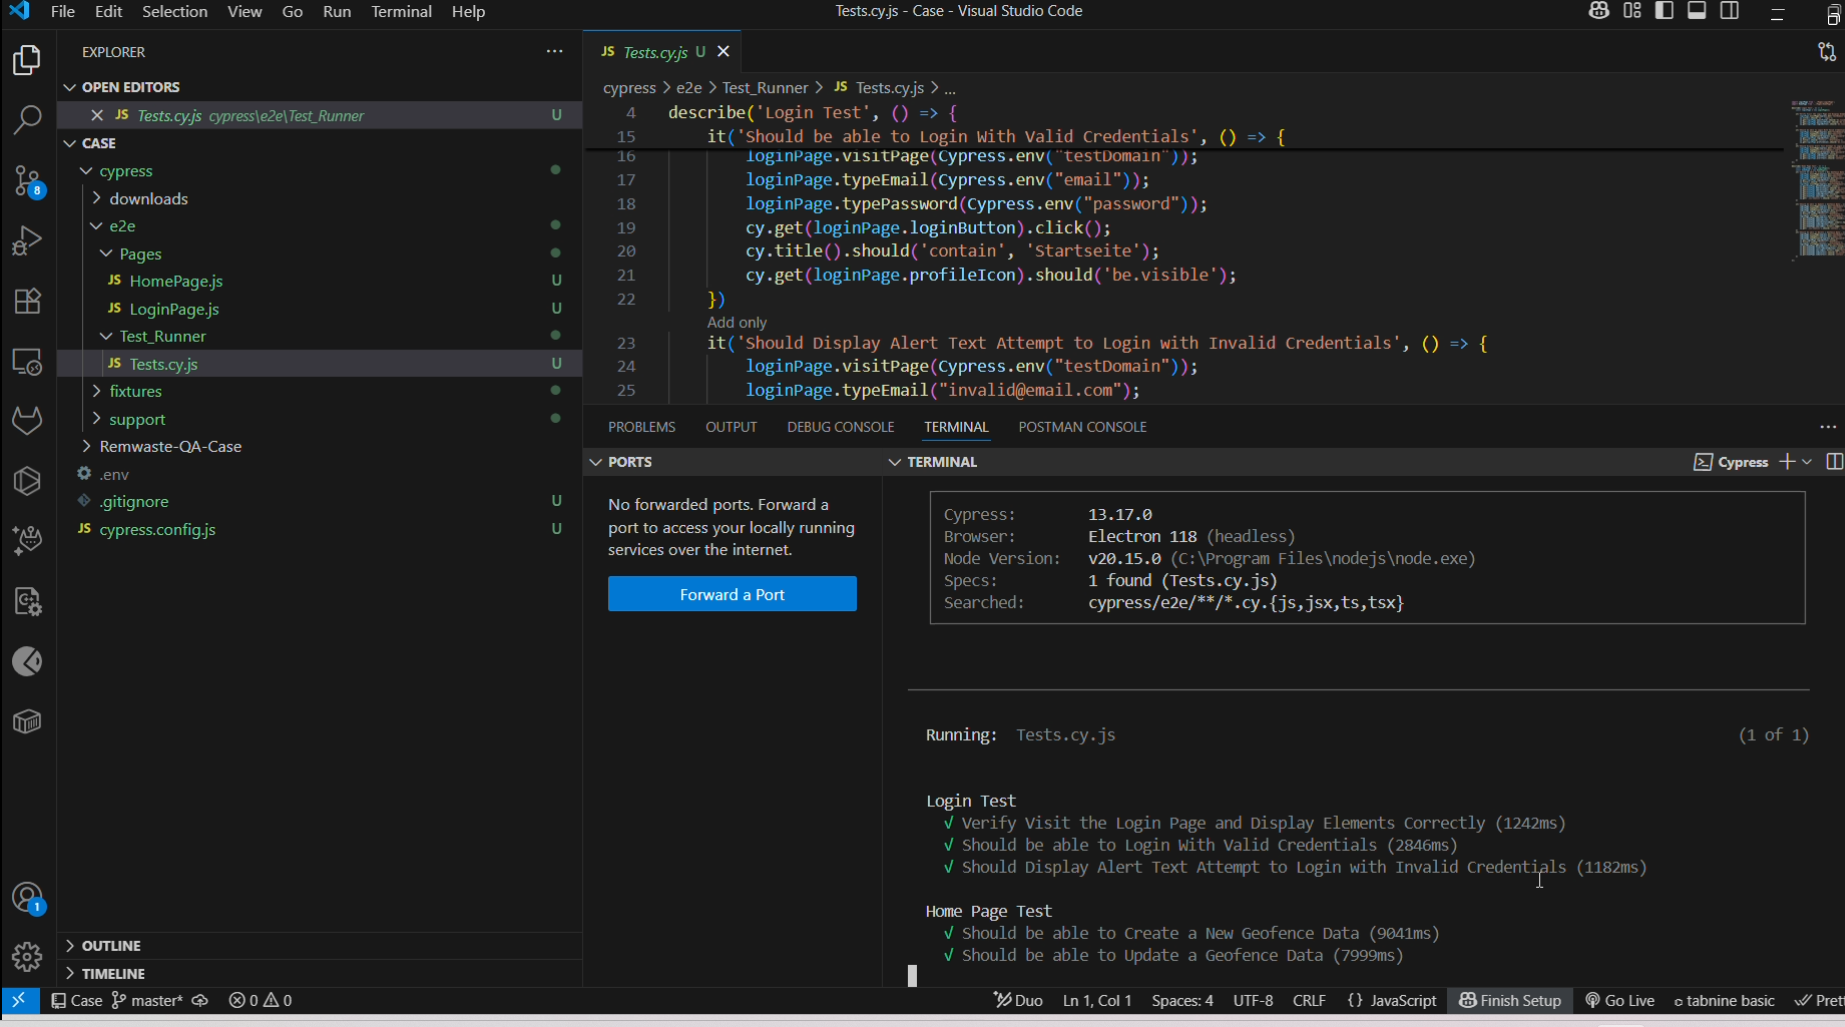 File Edit Selection View Go Run Terminal Help
Tests.cy.js - Case - Visual Studio Code
EXPLORER
OPEN EDITORS
JS Tests.cy.js cypress\e2e\Test_Runner U
CASE
cypress
downloads
e2e
Pages
JS HomePage.js U
JS LoginPage.js U
Test_Runner
JS Tests.cy.js U
fixtures
support
Remwaste-QA-Case
.env
.gitignore U
JS cypress.config.js U
OUTLINE
TIMELINE
8
1
JS Tests.cy.js U
cypress > e2e > Test_Runner > JS Tests.cy.js > ...
4 describe('Login Test', () => {
15 it('Should be able to Login With Valid Credentials', () => {
16 loginPage.visitPage(Cypress.env("testDomain"));
17 loginPage.typeEmail(Cypress.env("email"));
18 loginPage.typePassword(Cypress.env("password"));
19 cy.get(loginPage.loginButton).click();
20 cy.title().should('contain', 'Startseite');
21 cy.get(loginPage.profileIcon).should('be.visible');
22 })
Add only
23 it('Should Display Alert Text Attempt to Login with Invalid Credentials', () => {
24 loginPage.visitPage(Cypress.env("testDomain"));
25 loginPage.typeEmail("invalid@email.com");
PROBLEMS OUTPUT DEBUG CONSOLE TERMINAL POSTMAN CONSOLE
PORTS
No forwarded ports. Forward a
port to access your locally running
services over the internet.
Forward a Port
TERMINAL
Cypress
Cypress: 13.17.0
Browser: Electron 118 (headless)
Node Version: v20.15.0 (C:\Program Files\nodejs\node.exe)
Specs: 1 found (Tests.cy.js)
Searched: cypress/e2e/**/*.cy.{js,jsx,ts,tsx}
Running: Tests.cy.js (1 of 1)
Login Test
√ Verify Visit the Login Page and Display Elements Correctly (1242ms)
√ Should be able to Login With Valid Credentials (2846ms)
√ Should Display Alert Text Attempt to Login with Invalid Credentials (1182ms)
Home Page Test
√ Should be able to Create a New Geofence Data (9041ms)
√ Should be able to Update a Geofence Data (7999ms)
Case master* 0 0 Duo Ln 1, Col 1 Spaces: 4 UTF-8 CRLF {} JavaScript Finish Setup Go Live tabnine basic Pret